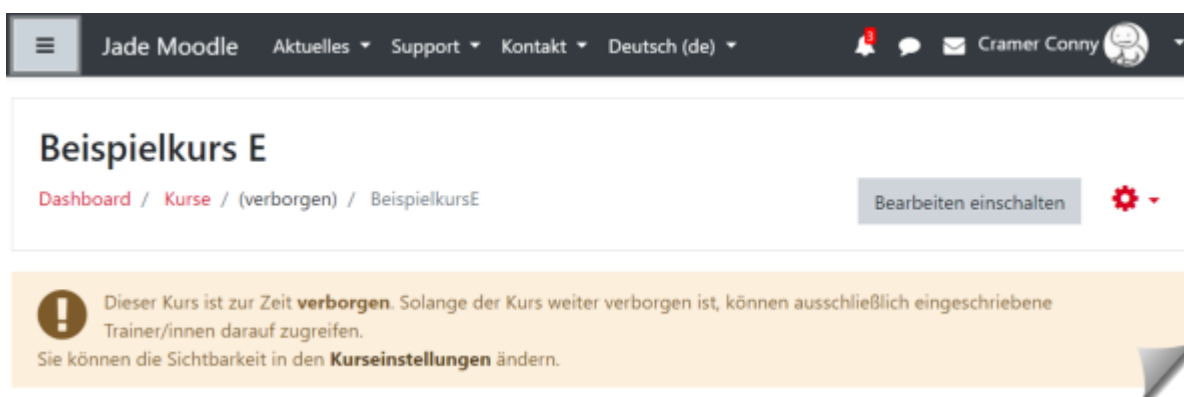 Jade Moodle Aktuelles Support Kontakt Deutsch (de) 3 Cramer Conny
Beispielkurs E
Dashboard / Kurse / (verborgen) / BeispielkursE
Bearbeiten einschalten
Dieser Kurs ist zur Zeit verborgen. Solange der Kurs weiter verborgen ist, können ausschließlich eingeschriebene
Trainer/innen darauf zugreifen.
Sie können die Sichtbarkeit in den Kurseinstellungen ändern.